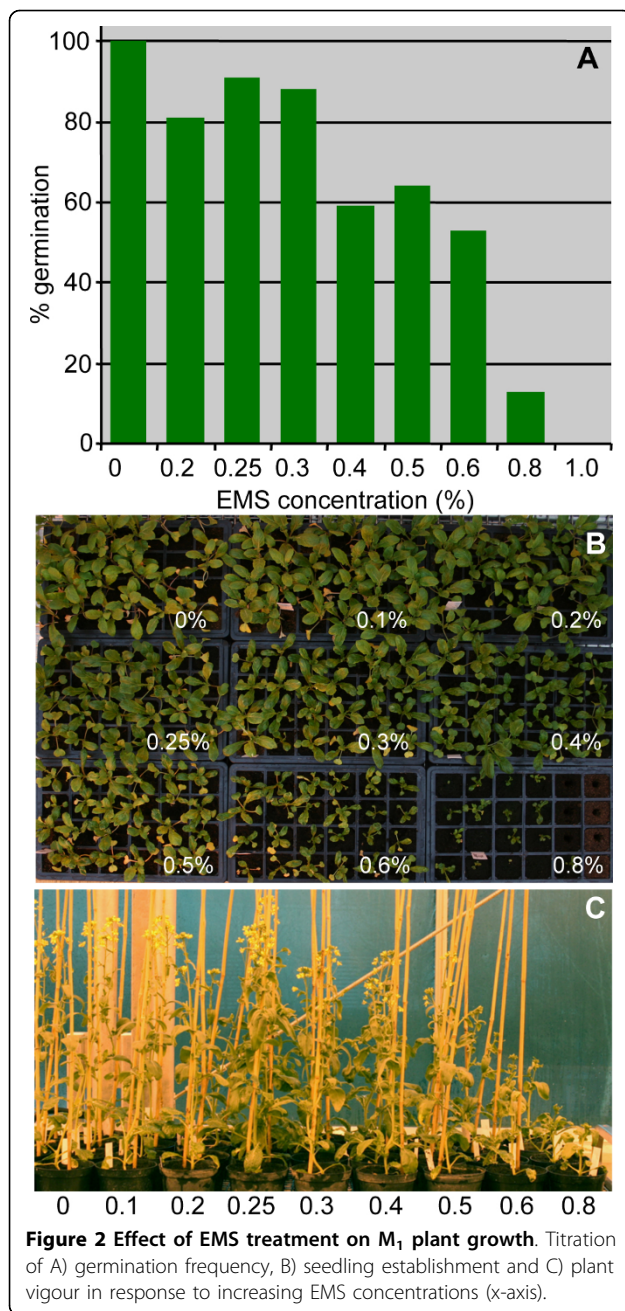 100
A
80
60
40
20
0
% germination
0 0.2 0.25 0.3 0.4 0.5 0.6 0.8 1.0
EMS concentration (%)
B
0% 0.1% 0.2%
0.25% 0.3% 0.4%
0.5% 0.6% 0.8%
C
0 0.1 0.2 0.25 0.3 0.4 0.5 0.6 0.8
Figure 2 Effect of EMS treatment on M₁ plant growth. Titration
of A) germination frequency, B) seedling establishment and C) plant
vigour in response to increasing EMS concentrations (x-axis).